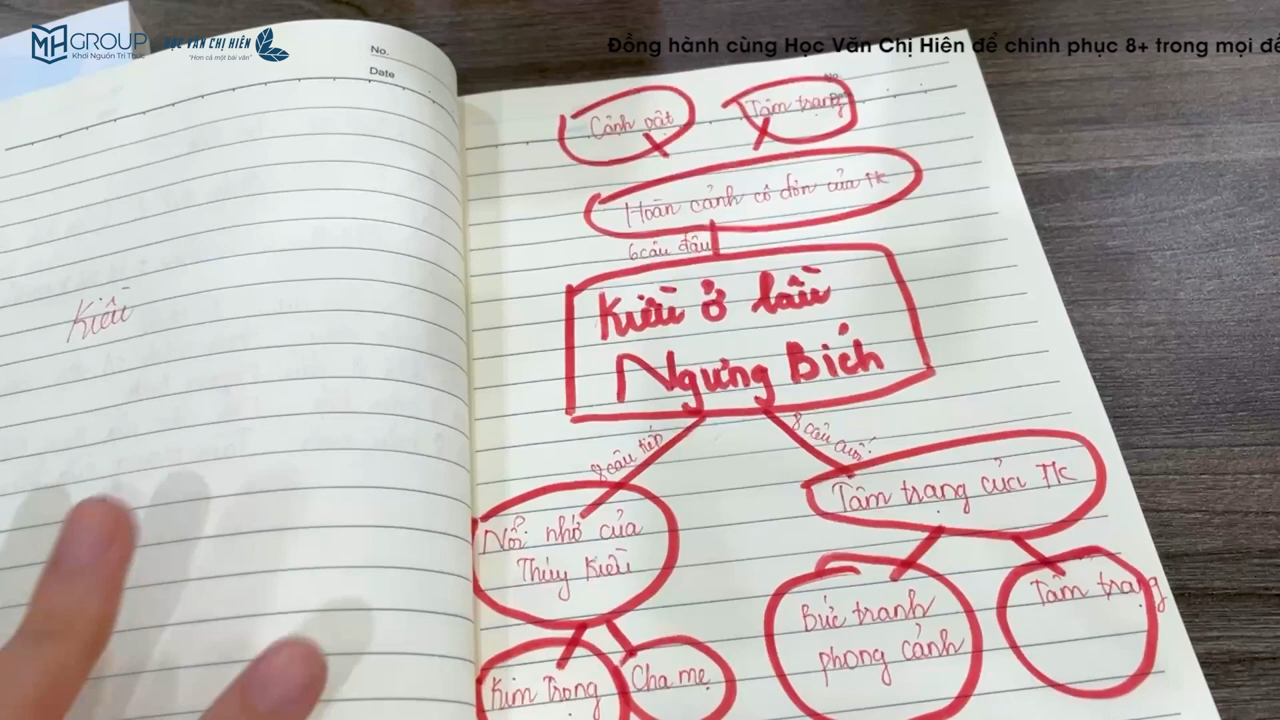 MH GROUP
Khơi Nguồn Tri Thức
HỌC VĂN CHỊ HIÊN
"Hơn cả một bài văn"
Đồng hành cùng Học Văn Chị Hiên để chinh phục 8+ trong mọi đề
No.
Date
Kiều
Cảnh vật
Tâm trạng
Hoàn cảnh cô đơn của TK
6 câu đầu
Kiều ở lầu
Ngưng Bích
8 câu tiếp
8 câu cuối
Nỗi nhớ của
Thúy Kiều
Tâm trạng của TK
Kim Trọng
Cha mẹ
Bức tranh
phong cảnh
Tâm trạng